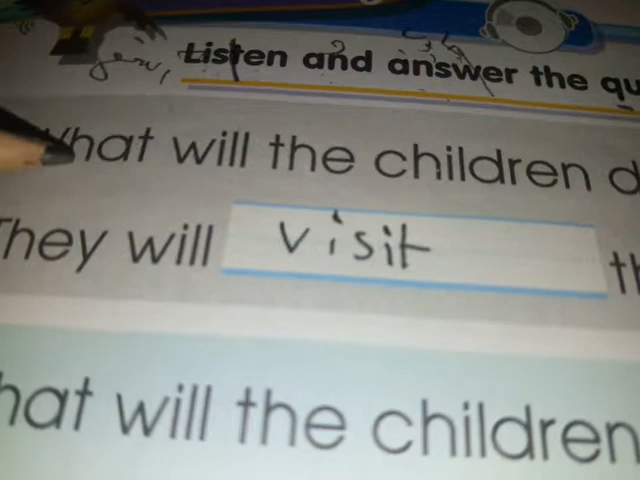 Listen and answer the qu
What will the children d
They will visit th
hat will the children